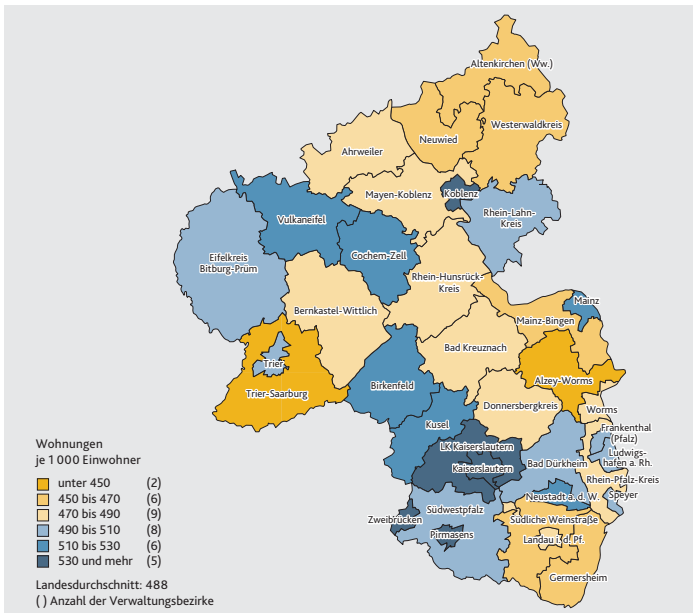 Altenkirchen (Ww.)
Westerwaldkreis
Neuwied
Ahrweiler
Mayen-Koblenz
Koblenz
Rhein-Lahn-
Kreis
Vulkaneifel
Cochem-Zell
Eifelkreis
Bitburg-Prüm
Rhein-Hunsrück-
Kreis
Mainz
Bernkastel-Wittlich
Mainz-Bingen
Bad Kreuznach
Trier
Alzey-Worms
Birkenfeld
Trier-Saarburg
Donnersbergkreis
Worms
Kusel
Frankenthal
(Pfalz)
LK Kaiserslautern
Ludwigs-
hafen a. Rh.
Kaiserslautern
Bad Dürkheim
Rhein-Pfalz-Kreis
Neustadt a. d. W.
Speyer
Südwestpfalz
Zweibrücken
Südliche Weinstraße
Pirmasens
Landau i. d. Pf.
Germersheim
Wohnungen
je 1 000 Einwohner
unter 450 (2)
450 bis 470 (6)
470 bis 490 (9)
490 bis 510 (8)
510 bis 530 (6)
530 und mehr (5)
Landesdurchschnitt: 488
( ) Anzahl der Verwaltungsbezirke